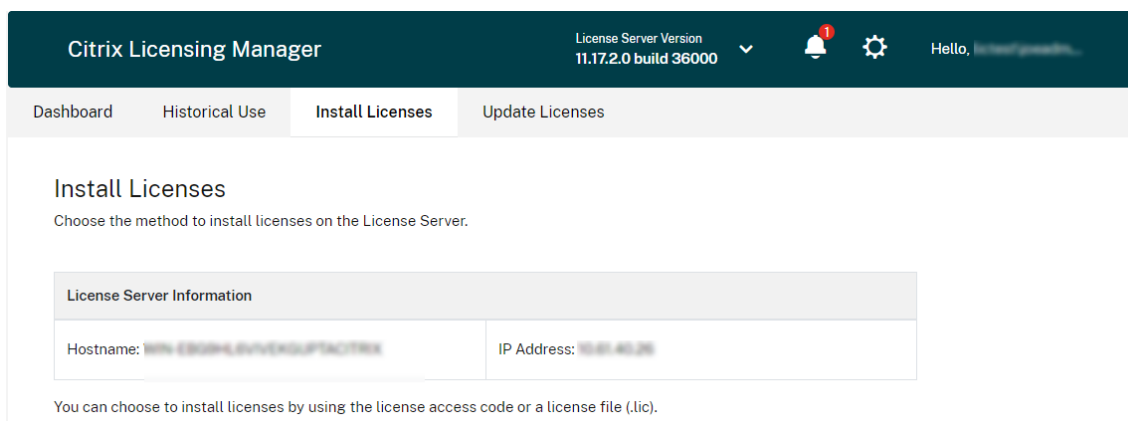 Citrix Licensing Manager
License Server Version
11.17.2.0 build 36000
1
Hello,
Dashboard
Historical Use
Install Licenses
Update Licenses
Install Licenses
Choose the method to install licenses on the License Server.
License Server Information
Hostname:
IP Address:
You can choose to install licenses by using the license access code or a license file (.lic).